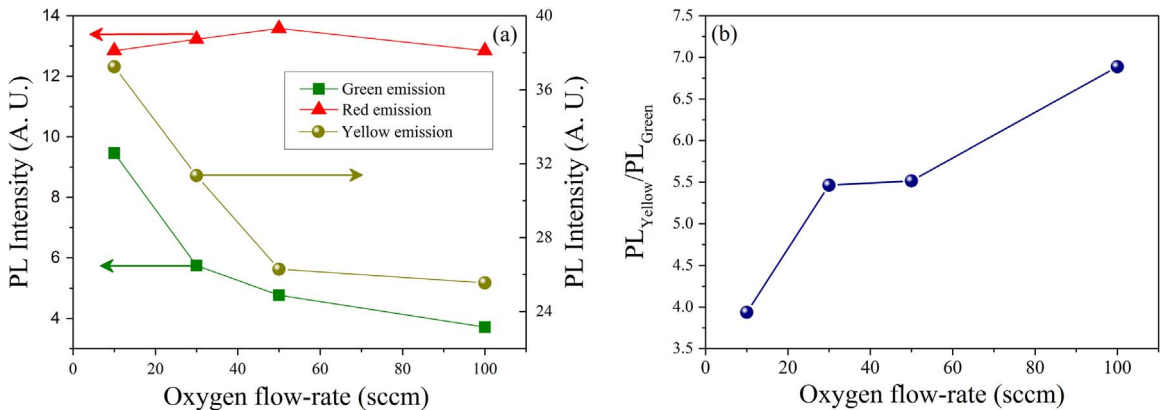 (a)
14
12
10
8
6
4
40
36
32
28
24
PL Intensity (A. U.)
PL Intensity (A. U.)
Green emission
Red emission
Yellow emission
0 20 40 60 80 100
Oxygen flow-rate (sccm)
(b)
7.5
7.0
6.5
6.0
5.5
5.0
4.5
4.0
3.5
PL_Yellow/PL_Green
0 20 40 60 80 100
Oxygen flow-rate (sccm)